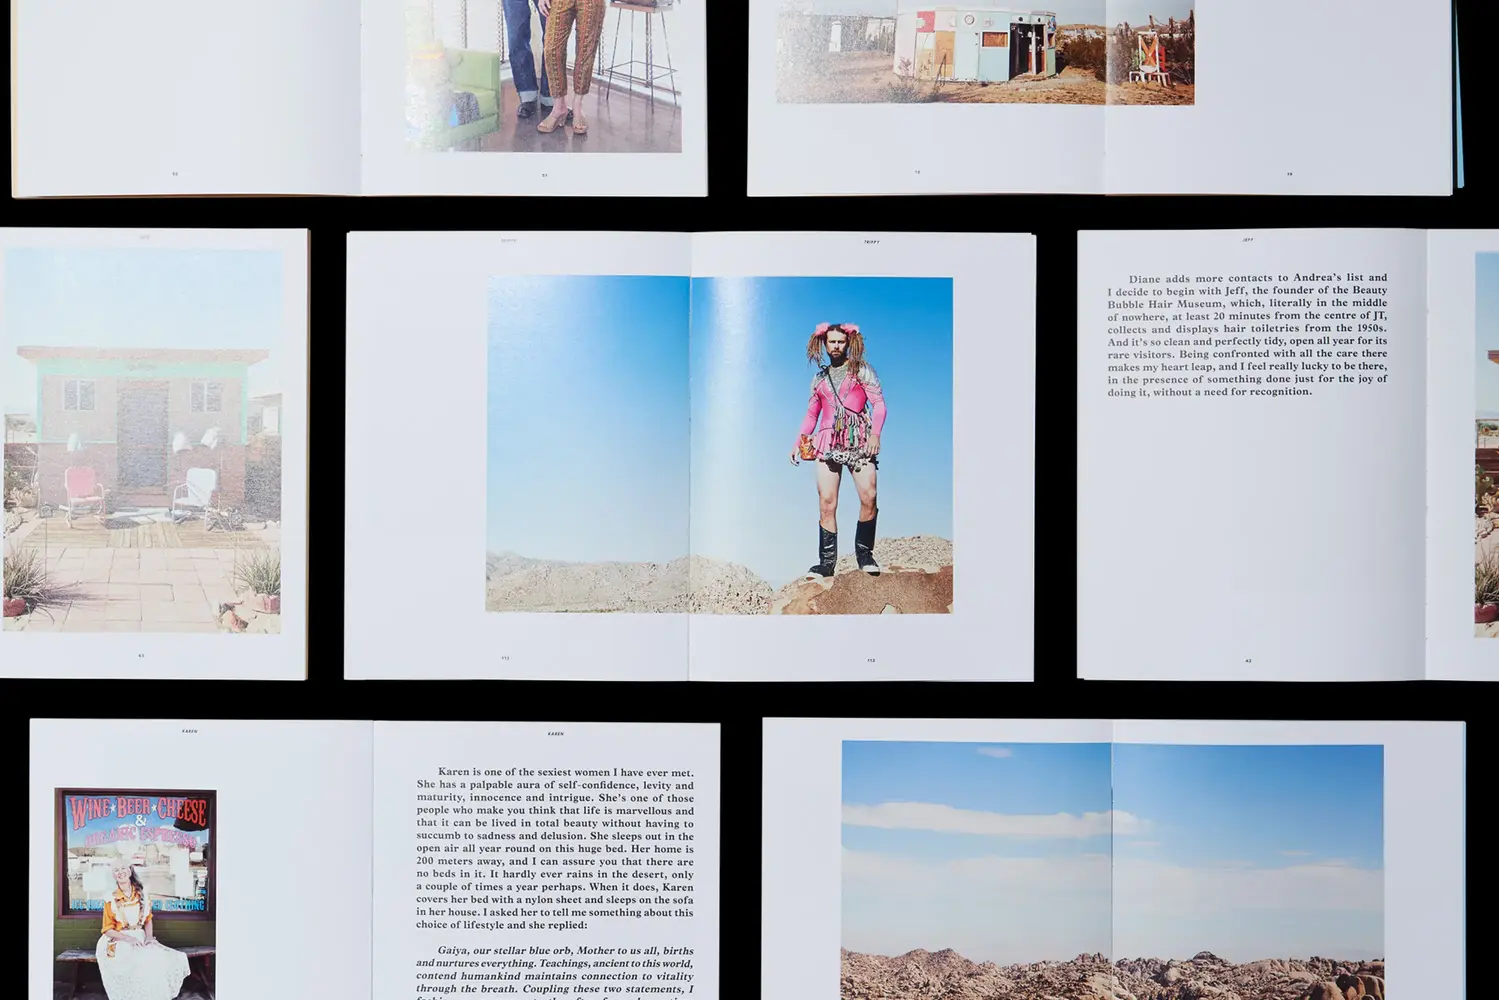 TRIPPY
113
JEFF
Diane adds more contacts to Andrea's list and
I decide to begin with Jeff, the founder of the Beauty
Bubble Hair Museum, which, literally in the middle
of nowhere, at least 20 minutes from the centre of JT,
collects and displays hair toiletries from the 1950s.
And it's so clean and perfectly tidy, open all year for its
rare visitors. Being confronted with all the care there
makes my heart leap, and I feel really lucky to be there,
in the presence of something done just for the joy of
doing it, without a need for recognition.
42
KAREN
WINE★BEER★CHEESE
&
KAREN
Karen is one of the sexiest women I have ever met.
She has a palpable aura of self-confidence, levity and
maturity, innocence and intrigue. She's one of those
people who make you think that life is marvellous and
that it can be lived in total beauty without having to
succumb to sadness and delusion. She sleeps out in the
open air all year round on this huge bed. Her home is
200 meters away, and I can assure you that there are
no beds in it. It hardly ever rains in the desert, only
a couple of times a year perhaps. When it does, Karen
covers her bed with a nylon sheet and sleeps on the sofa
in her house. I asked her to tell me something about this
choice of lifestyle and she replied:
Gaiya, our stellar blue orb, Mother to us all, births
and nurtures everything. Teachings, ancient to this world,
contend humankind maintains connection to vitality
through the breath. Coupling these two statements, I